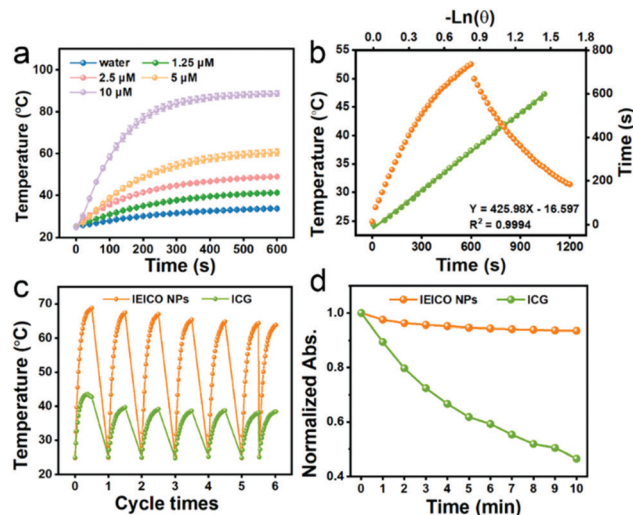 a
water
1.25 μM
2.5 μM
5 μM
10 μM
Temperature (°C)
100
80
60
40
20
0 100 200 300 400 500 600
Time (s)
b
-Ln(θ)
0.0 0.4 0.8 1.2 1.6
Temperature (°C)
55
50
45
40
35
30
25
800
600
400
200
0
Time (s)
Y = 425.98X - 16.597
R² = 0.9994
0 300 600 900 1200
Time (s)
c
IEICO NPs ICG
Temperature (°C)
70
60
50
40
30
20
0 1 2 3 4 5 6
Cycle times
d
IEICO NPs ICG
Normalized Abs.
1.0
0.8
0.6
0.4
0 1 2 3 4 5 6 7 8 9 10
Time (min)